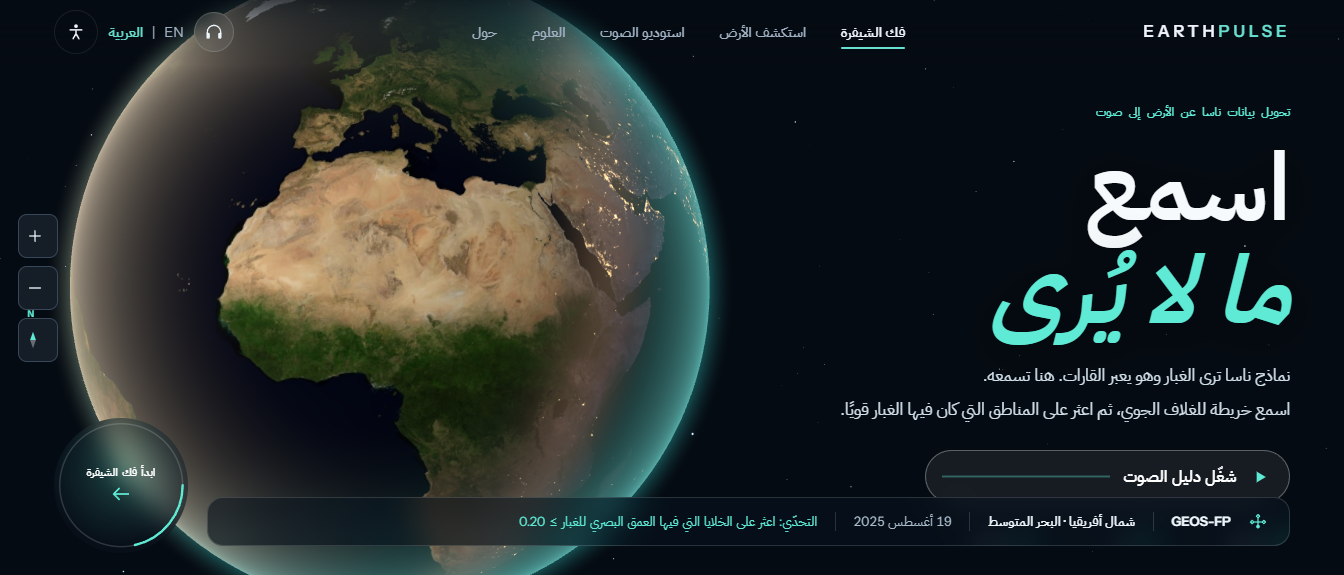 EARTHPULSE
فك الشيفرة
استكشف الأرض
استوديو الصوت
العلوم
حول
EN | العربية
تحويل بيانات ناسا عن الأرض إلى صوت
اسمع
ما لا يُرى
نماذج ناسا ترى الغبار وهو يعبر القارات. هنا تسمعه.
اسمع خريطة للغلاف الجوي، ثم اعثر على المناطق التي كان فيها الغبار قويًا.
شغّل دليل الصوت
+
−
N
ابدأ فك الشيفرة
GEOS-FP
شمال أفريقيا · البحر المتوسط
19 أغسطس 2025
التحدّي: اعثر على الخلايا التي فيها العمق البصري للغبار ≥ 0.20